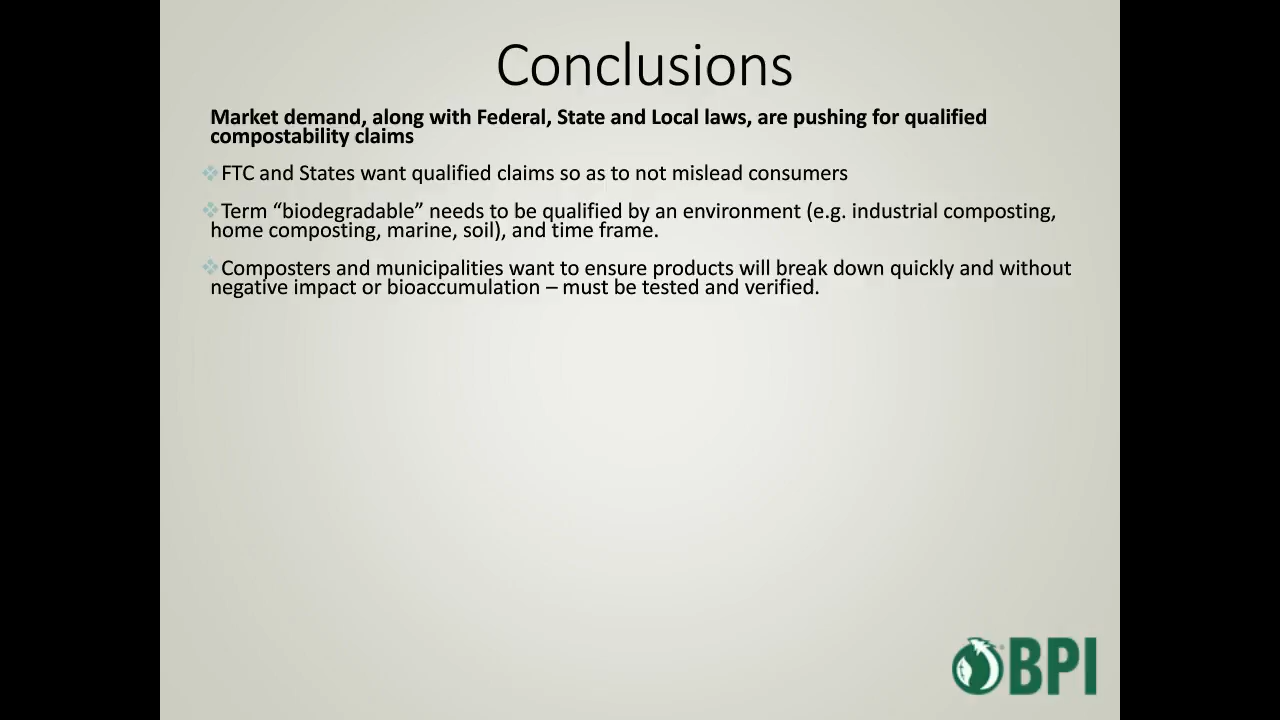 Conclusions
Market demand, along with Federal, State and Local laws, are pushing for qualified
compostability claims
FTC and States want qualified claims so as to not mislead consumers
Term “biodegradable” needs to be qualified by an environment (e.g. industrial composting,
home composting, marine, soil), and time frame.
Composters and municipalities want to ensure products will break down quickly and without
negative impact or bioaccumulation – must be tested and verified.
BPI